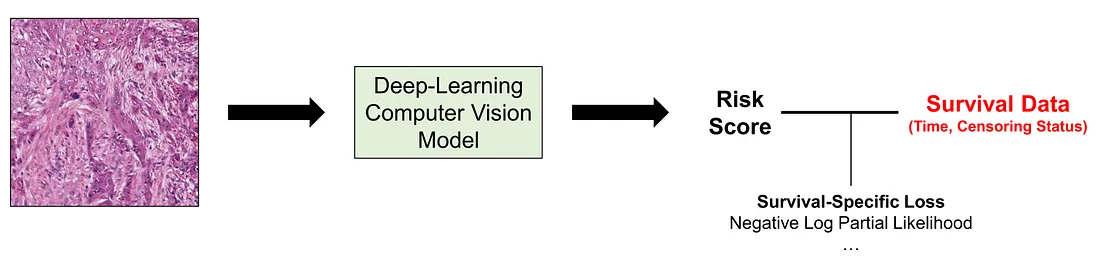 Deep-Learning
Computer Vision
Model
Risk
Score
Survival Data
(Time, Censoring Status)
Survival-Specific Loss
Negative Log Partial Likelihood
...